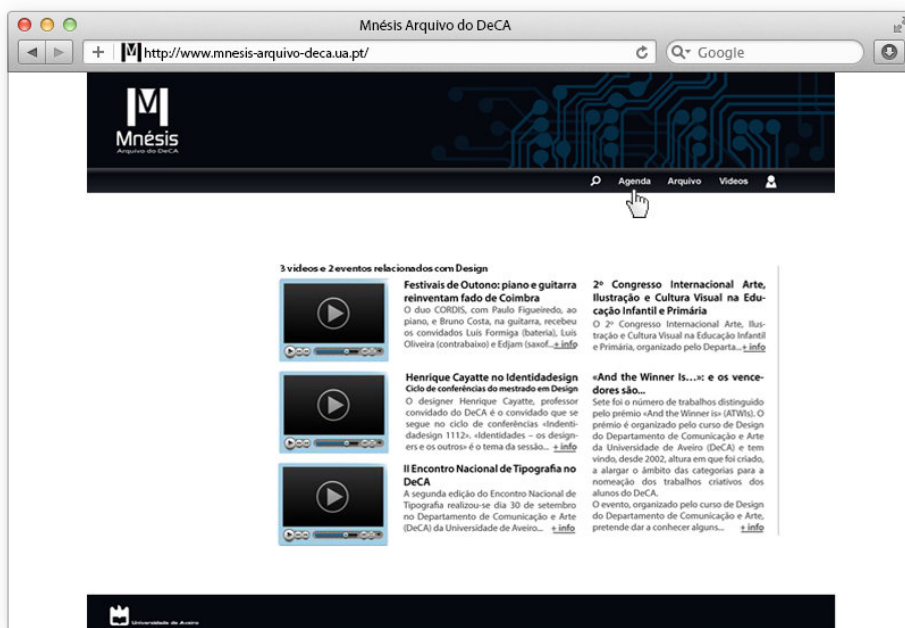 Mnésis Arquivo do DeCA
http://www.mnesis-arquivo-deca.ua.pt/
Google
M
Mnésis
Arquivo do DeCA
Agenda Arquivo Videos
3 videos e 2 eventos relacionados com Design
Festivais de Outono: piano e guitarra
reinventam fado de Coimbra
O duo CORDIS, com Paulo Figueiredo, ao
piano, e Bruno Costa, na guitarra, recebeu
os convidados Luís Formiga (bateria), Luís
Oliveira (contrabaixo) e Edjam (saxof...+ info
Henrique Cayatte no Identidadesign
Ciclo de conferências do mestrado em Design
O designer Henrique Cayatte, professor
convidado do DeCA é o convidado que se
segue no ciclo de conferências «Indenti-
dadesign 1112». «Identidades – os design-
ers e os outros» é o tema da sessão... + info
II Encontro Nacional de Tipografia no
DeCA
A segunda edição do Encontro Nacional de
Tipografia realizou-se dia 30 de setembro
no Departamento de Comunicação e Arte
(DeCA) da Universidade de Aveiro... + info
2º Congresso Internacional Arte,
Ilustração e Cultura Visual na Edu-
cação Infantil e Primária
O 2º Congresso Internacional Arte, Ilus-
tração e Cultura Visual na Educação Infantil
e Primária, organizado pelo Departa...+ info
«And the Winner Is…»: e os vence-
dores são...
Sete foi o número de trabalhos distinguido
pelo prémio «And the Winner is» (ATWIs). O
prémio é organizado pelo curso de Design
do Departamento de Comunicação e Arte
da Universidade de Aveiro (DeCA) e tem
vindo, desde 2002, altura em que foi criado,
a alargar o âmbito das categorias para a
nomeação dos trabalhos criativos dos
alunos do DeCA.
O evento, organizado pelo curso de Design
do Departamento de Comunicação e Arte,
pretende dar a conhecer alguns... + info
Universidade de Aveiro